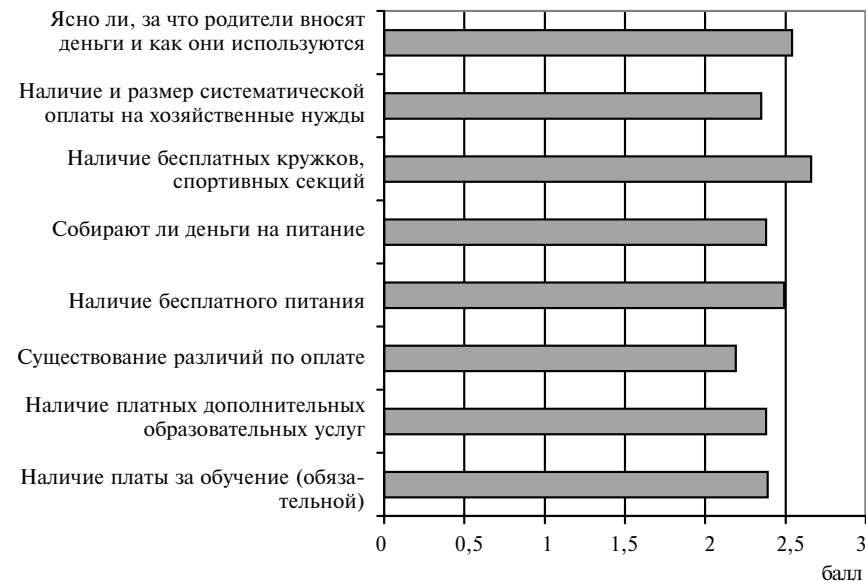 Ясно ли, за что родители вносят
деньги и как они используются
Наличие и размер систематической
оплаты на хозяйственные нужды
Наличие бесплатных кружков,
спортивных секций
Собирают ли деньги на питание
Наличие бесплатного питания
Существование различий по оплате
Наличие платных дополнительных
образовательных услуг
Наличие платы за обучение (обяза-
тельной)
0 0,5 1 1,5 2 2,5 3
балл